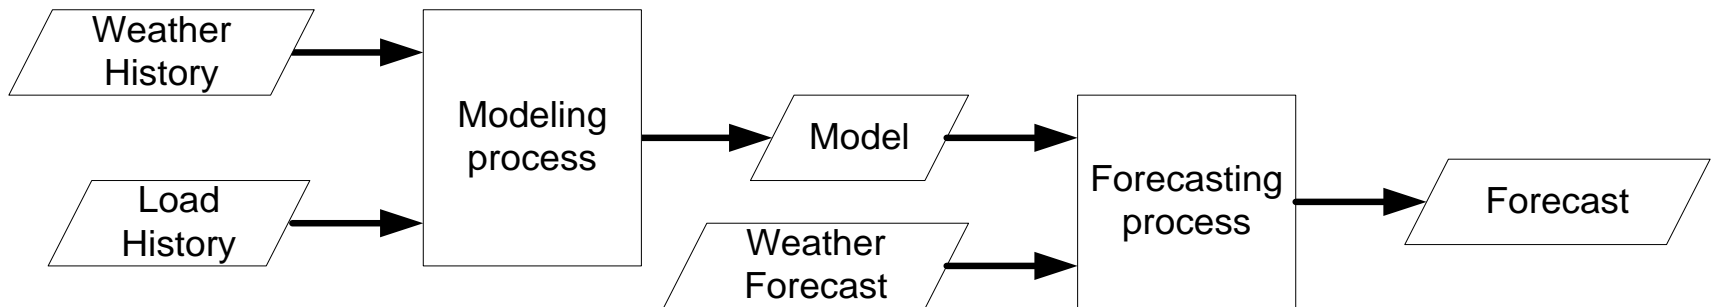 Weather
History
Load
History
Modeling
process
Model
Weather
Forecast
Forecasting
process
Forecast